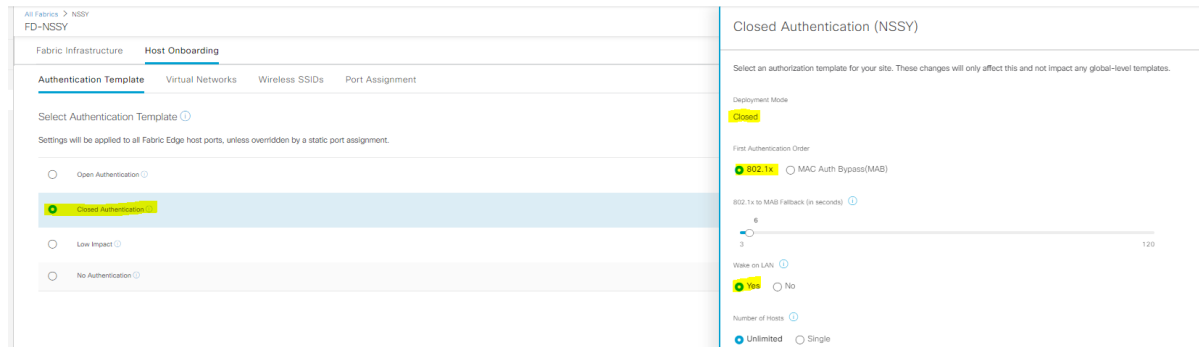 All Fabrics > NSSY
FD-NSSY
Fabric Infrastructure Host Onboarding
Authentication Template Virtual Networks Wireless SSIDs Port Assignment
Select Authentication Template
Settings will be applied to all Fabric Edge host ports, unless overridden by a static port assignment.
Open Authentication
Closed Authentication
Low Impact
No Authentication
Closed Authentication (NSSY)
Select an authorization template for your site. These changes will only affect this and not impact any global-level templates.
Deployment Mode
Closed
First Authentication Order
802.1x MAC Auth Bypass(MAB)
802.1x to MAB Fallback (in seconds)
6
3 120
Wake on LAN
Yes No
Number of Hosts
Unlimited Single